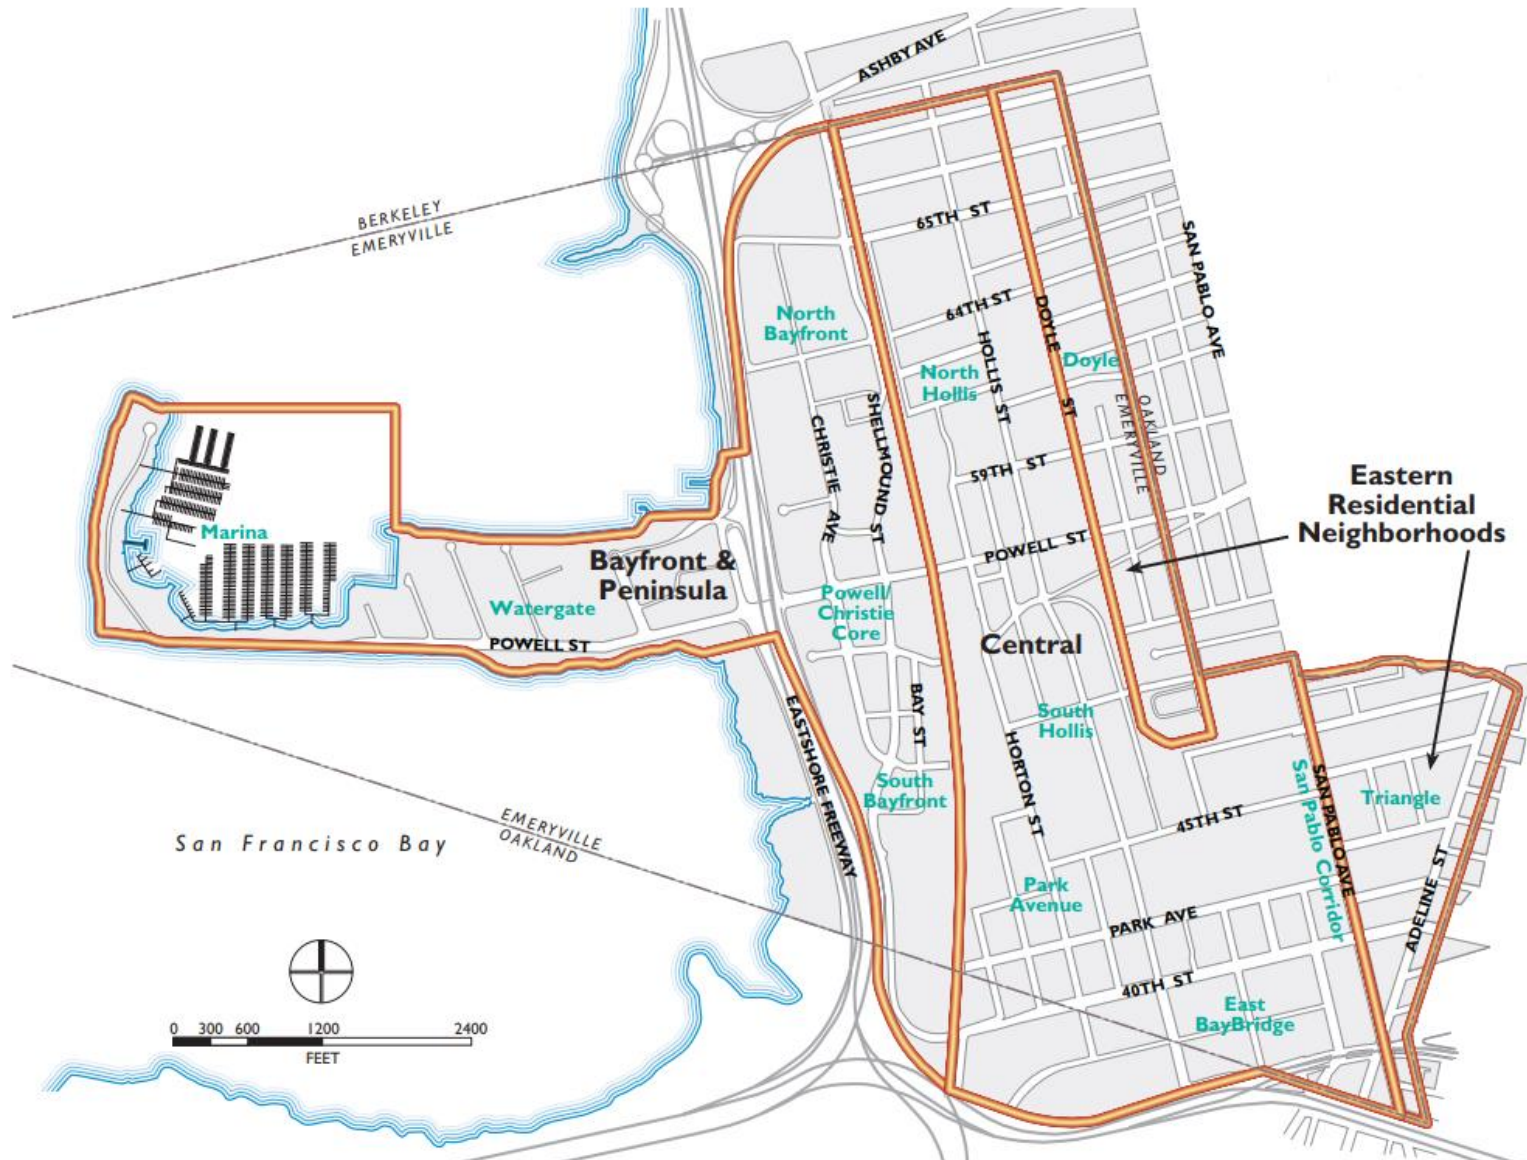 ASHBY AVE
BERKELEY
EMERYVILLE
65TH ST
SAN PABLO AVE
64TH ST
North
Bayfront
DOYLE ST
HOLLIS ST
Doyle
North
Hollis
SHELLMOUND ST
CHRISTIE AVE
OAKLAND
EMERYVILLE
59TH ST
Eastern
Residential
Neighborhoods
Marina
POWELL ST
Bayfront &
Peninsula
Watergate
Powell/
Christie
Core
POWELL ST
Central
BAY ST
South
Hollis
EASTSHORE FREEWAY
HORTON ST
South
Bayfront
San Pablo Corridor
SAN PABLO AVE
Triangle
45TH ST
EMERYVILLE
OAKLAND
San Francisco Bay
Park
Avenue
PARK AVE
ADELINE ST
40TH ST
East
BayBridge
0 300 600 1200 2400
FEET